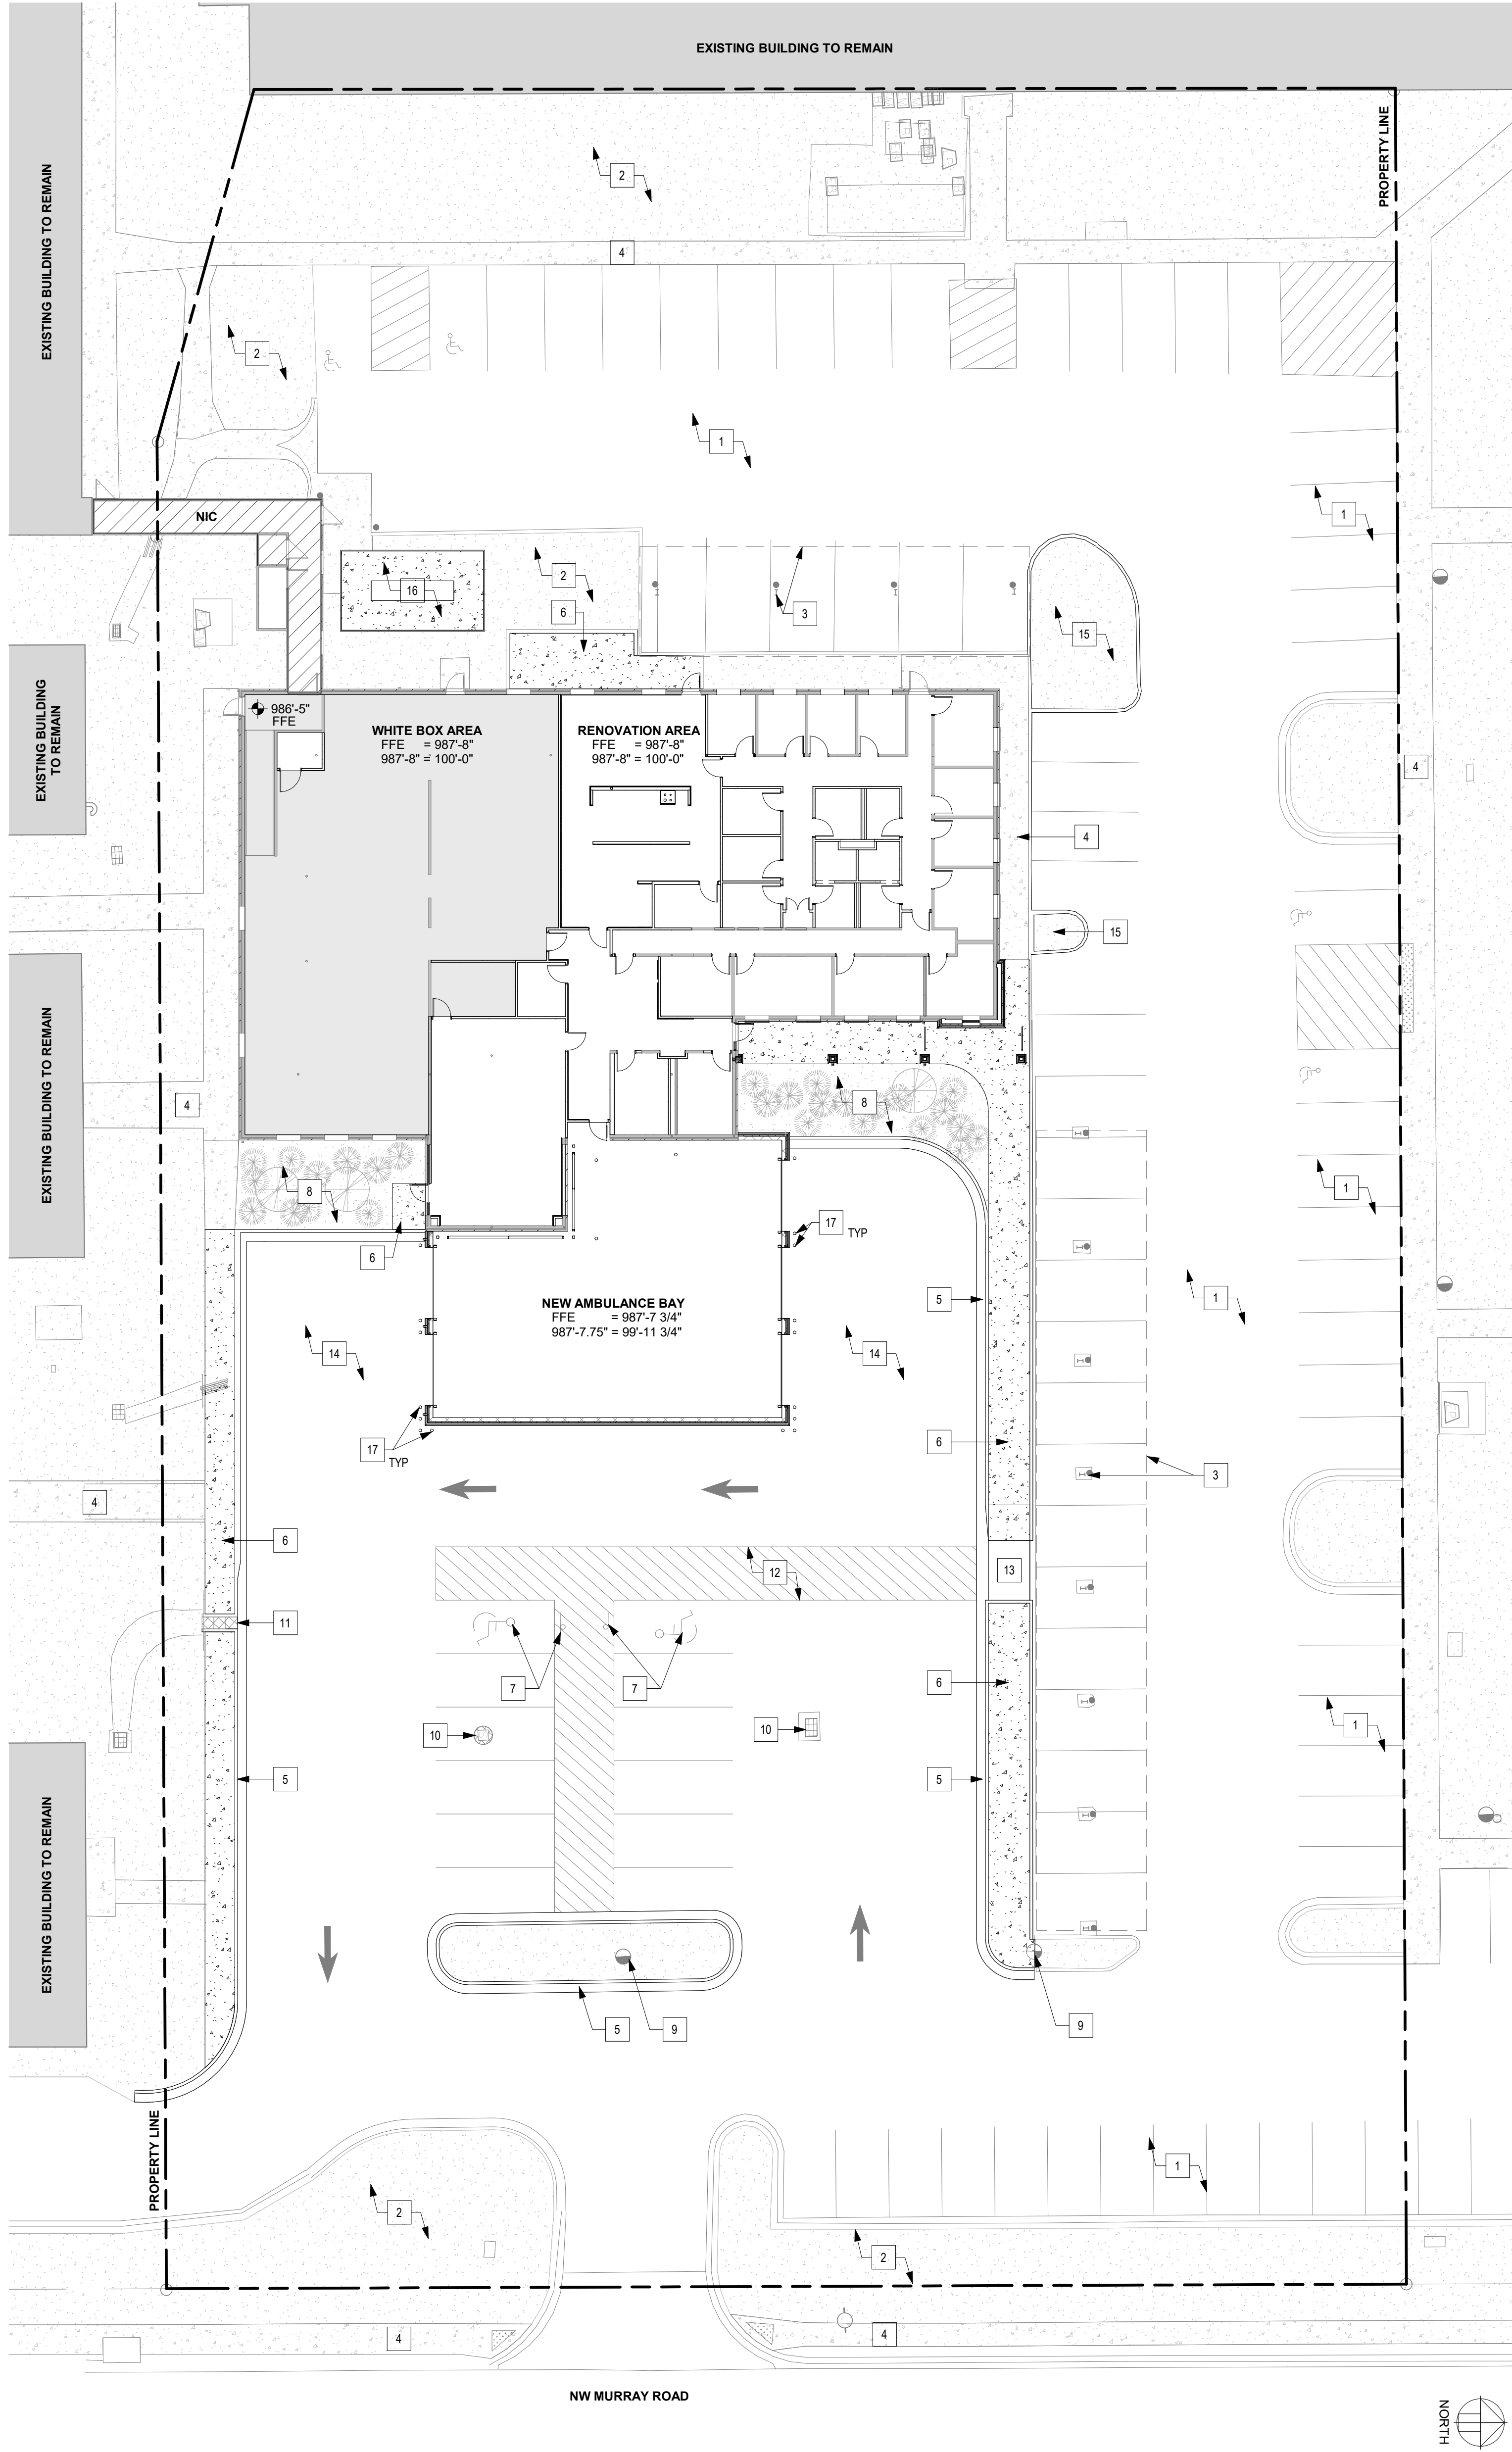 EXISTING BUILDING TO REMAIN
PROPERTY LINE
2
4
EXISTING BUILDING TO REMAIN
2
1
1
NIC
2
16
6
3
15
986'-5"
FFE
WHITE BOX AREA
FFE = 987'-8"
987'-8" = 100'-0"
RENOVATION AREA
FFE = 987'-8"
987'-8" = 100'-0"
EXISTING BUILDING
TO REMAIN
4
4
15
EXISTING BUILDING TO REMAIN
4
8
8
1
17
TYP
6
5
1
NEW AMBULANCE BAY
FFE = 987'-7 3/4"
987'-7.75" = 99'-11 3/4"
14
14
17
TYP
6
3
4
6
12
13
11
7
7
6
10
10
1
5
5
EXISTING BUILDING TO REMAIN
5
9
9
PROPERTY LINE
1
2
2
4
4
NW MURRAY ROAD
NORTH